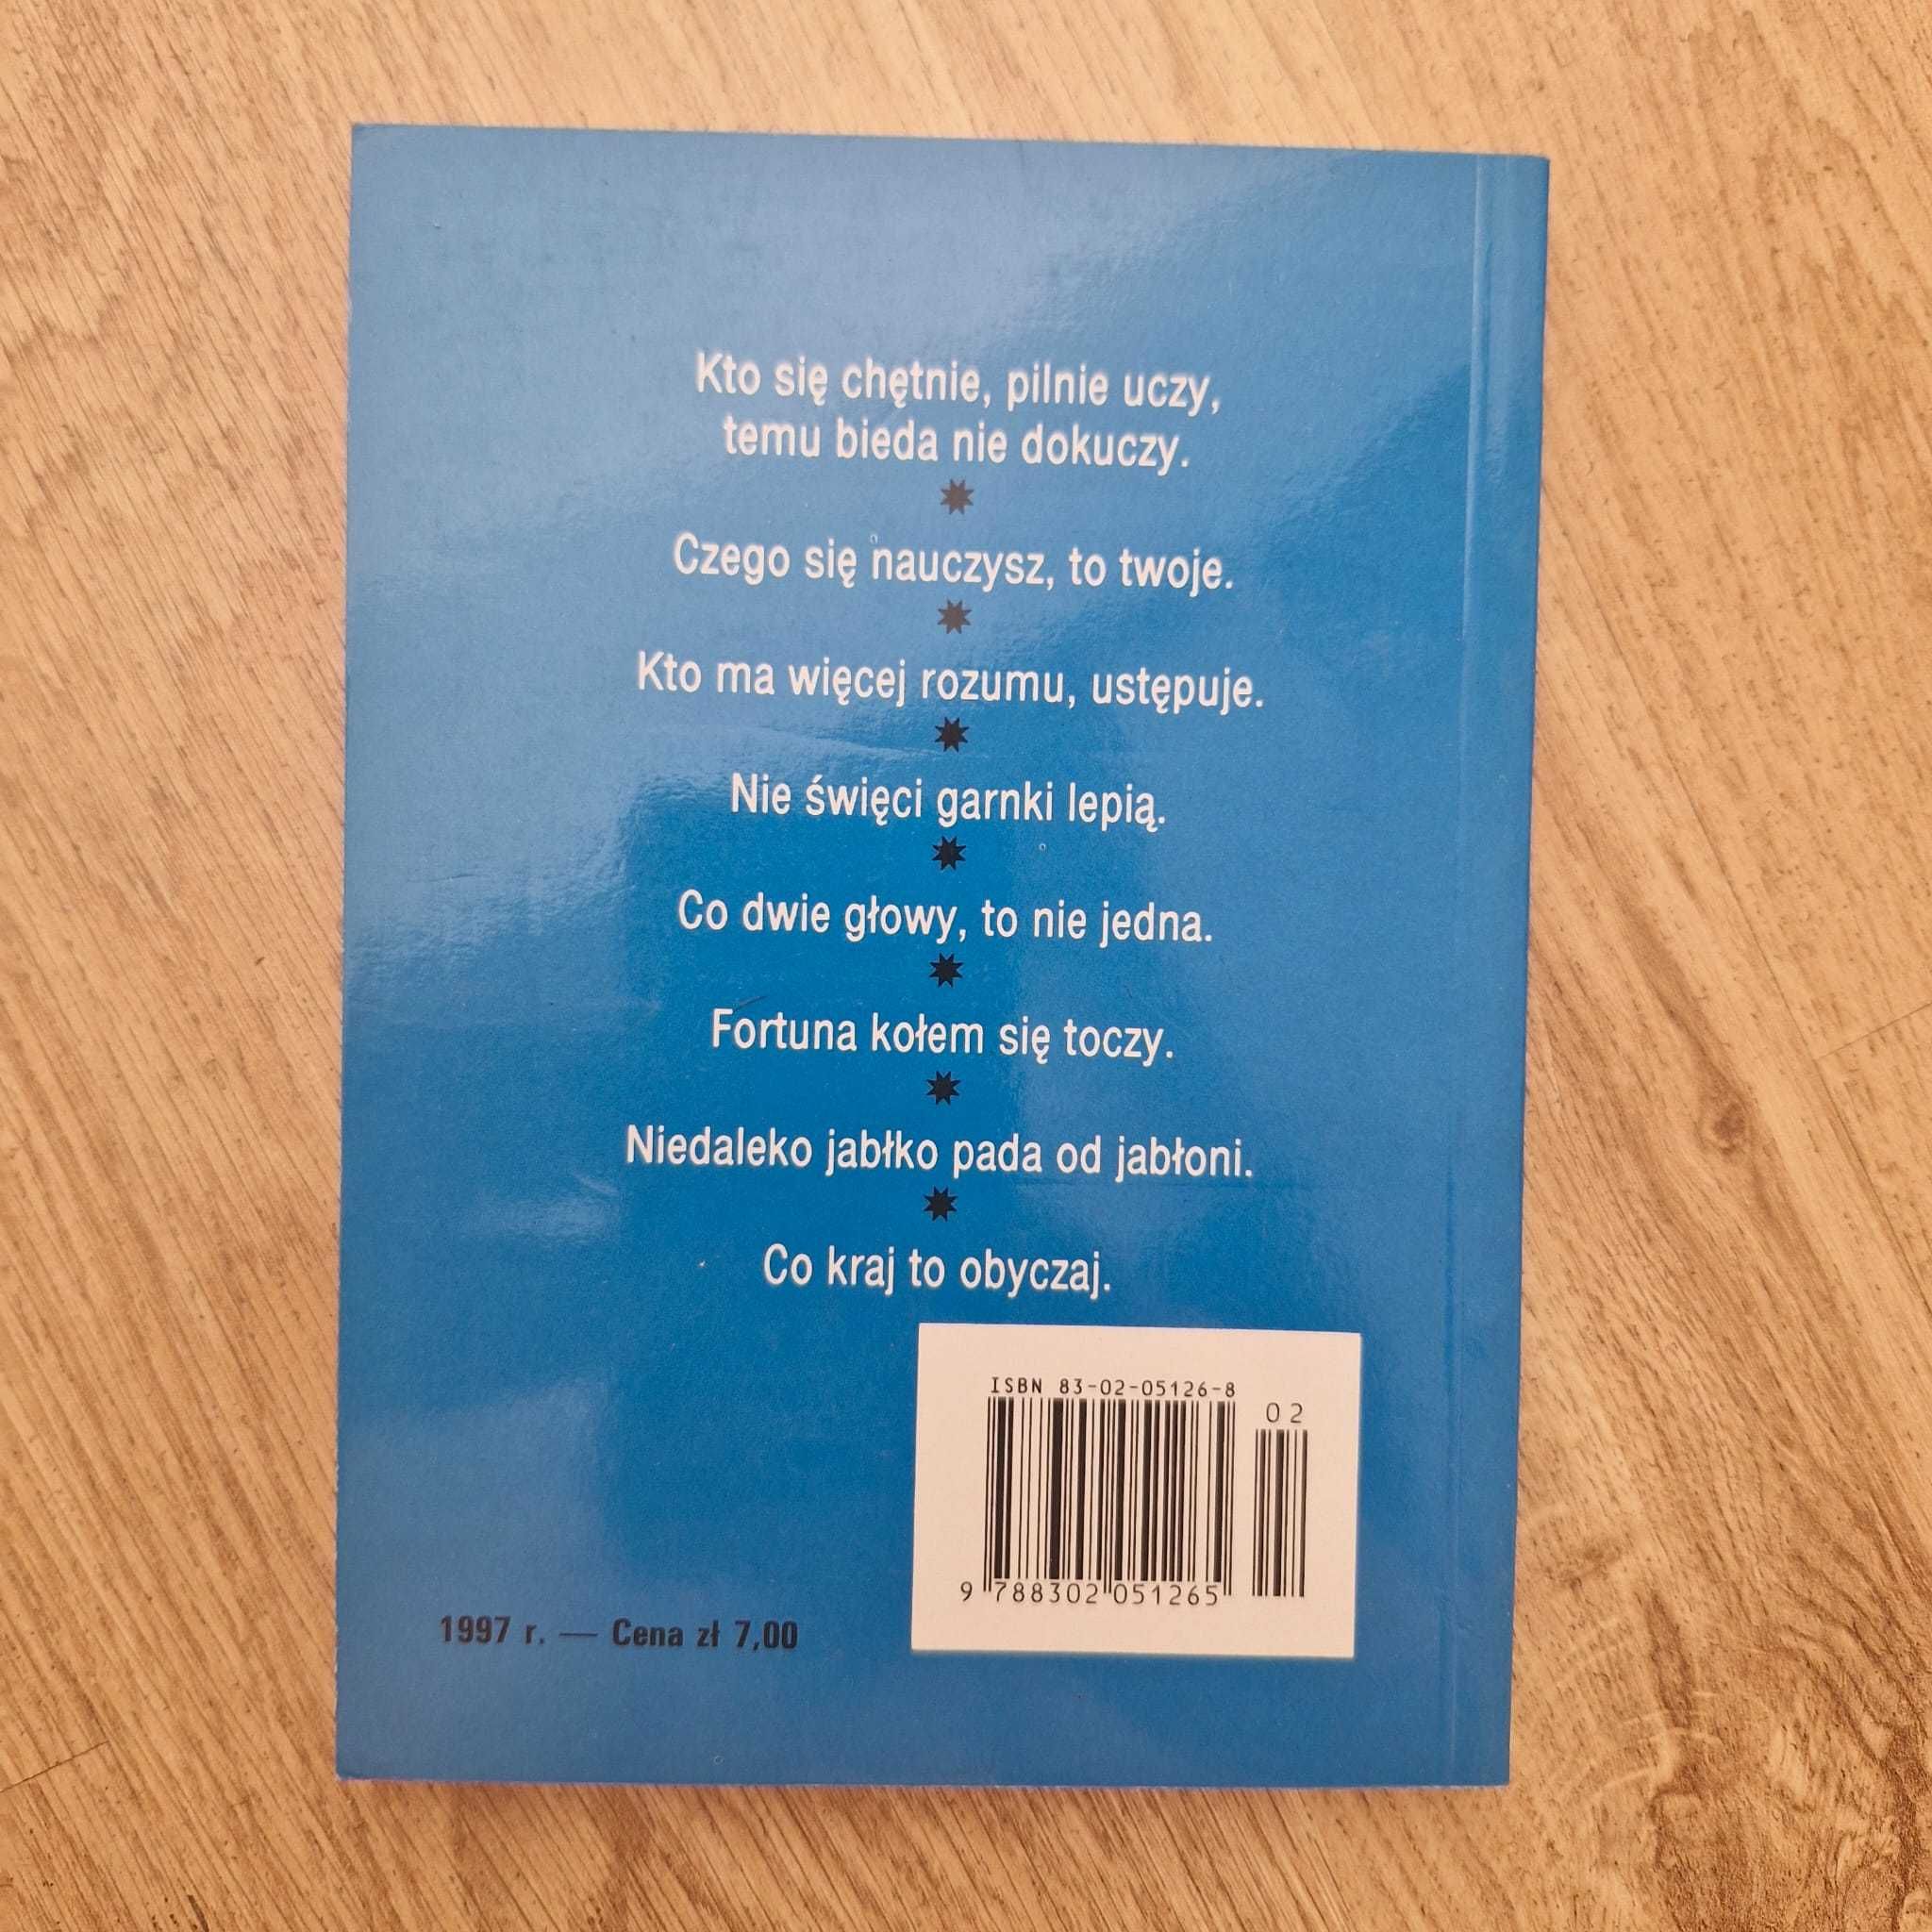 Kto się chętnie, pilnie uczy,
temu bieda nie dokuczy.
Czego się nauczysz, to twoje.
Kto ma więcej rozumu, ustępuje.
Nie święci garnki lepią.
Co dwie głowy, to nie jedna.
Fortuna kołem się toczy.
Niedaleko jabłko pada od jabłoni.
Co kraj to obyczaj.
ISBN 83-02-05126-8
02
9 788302 051265
1997 r. — Cena zł 7,00